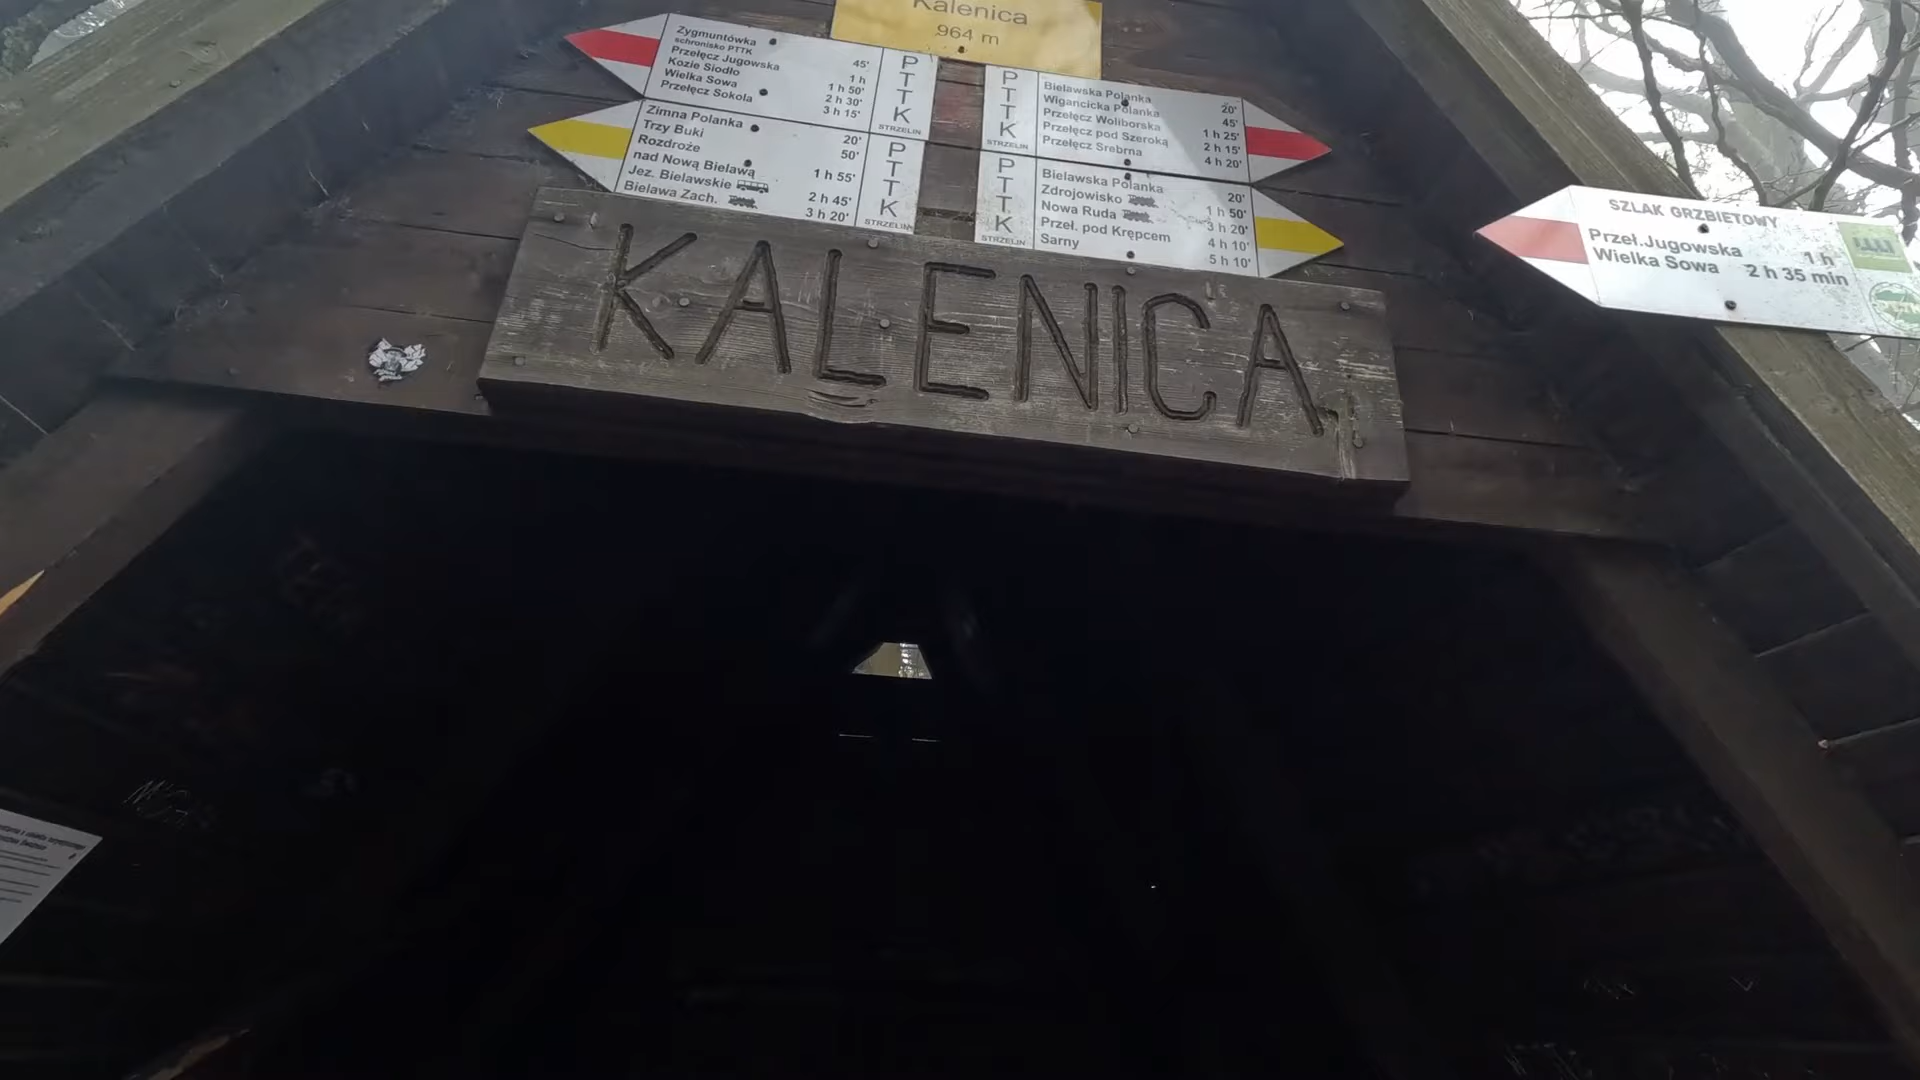 Kalenica
964 m
Zygmuntówka
schronisko PTTK 45'
Przełęcz Jugowska 1 h
Kozie Siodło 1 h 50'
Wielka Sowa 2 h 30'
Przełęcz Sokola 3 h 15'
PTTK
STRZELIN
Bielawska Polanka 20'
Wigancicka Polanka 45'
Przełęcz Woliborska 1 h 25'
Przełęcz pod Szeroką 2 h 15'
Przełęcz Srebrna 4 h 20'
PTTK
STRZELIN
Zimna Polanka 20'
Trzy Buki 50'
Rozdroże
nad Nową Bielawą 1 h 55'
Jez. Bielawskie 2 h 45'
Bielawa Zach. 3 h 20'
PTTK
STRZELIN
Bielawska Polanka 20'
Zdrojowisko 1 h 50'
Nowa Ruda 3 h 20'
Przeł. pod Krępcem 4 h 10'
Sarny 5 h 10'
PTTK
STRZELIN
SZLAK GRZBIETOWY
Przeł.Jugowska 1 h
Wielka Sowa 2 h 35 min
KALENICA